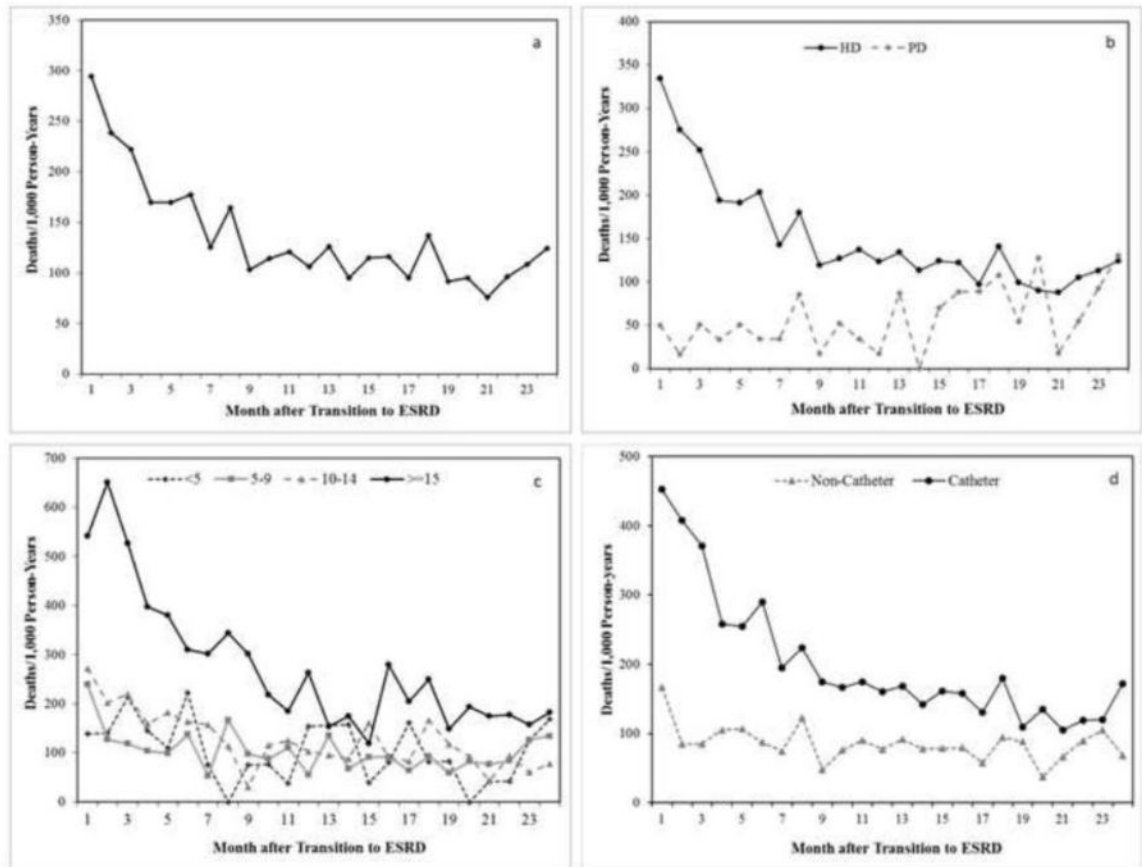 a
350
300
250
200
150
100
50
0
Deaths/1,000 Person-Years
1 3 5 7 9 11 13 15 17 19 21 23
Month after Transition to ESRD
b
HD PD
400
350
300
250
200
150
100
50
0
Deaths/1,000 Person-Years
1 3 5 7 9 11 13 15 17 19 21 23
Month after Transition to ESRD
c
<5 5-9 10-14 >=15
700
600
500
400
300
200
100
0
Deaths/1,000 Person-Years
1 3 5 7 9 11 13 15 17 19 21 23
Month after Transition to ESRD
d
Non-Catheter Catheter
500
400
300
200
100
0
Deaths/1,000 Person-years
1 3 5 7 9 11 13 15 17 19 21 23
Month after Transition to ESRD